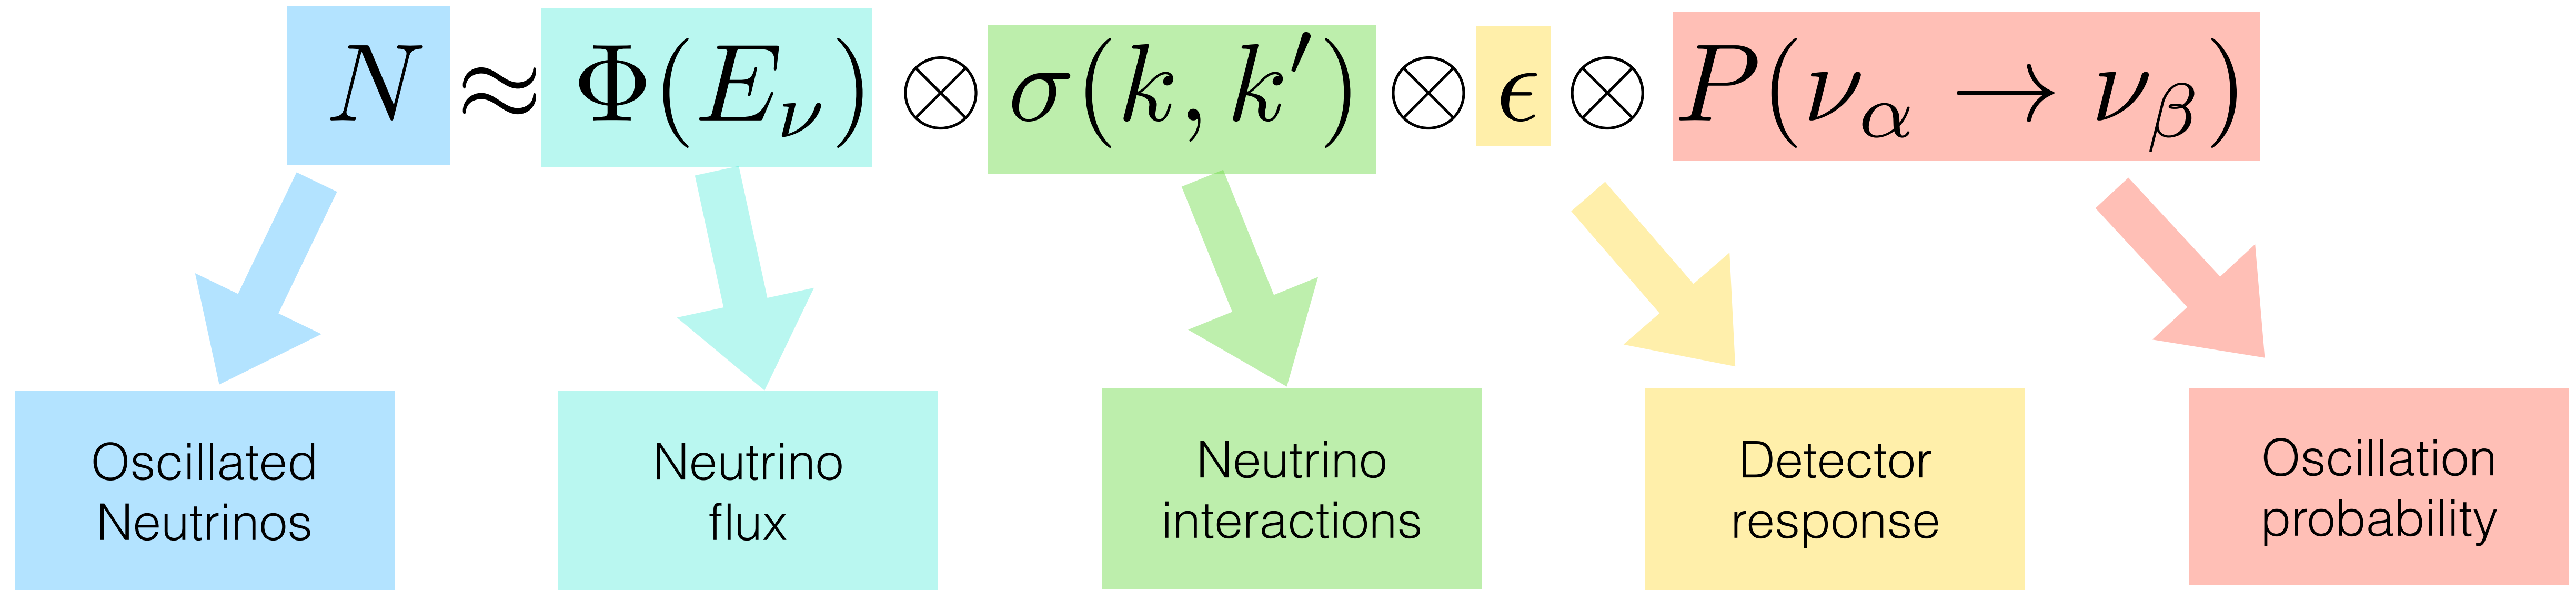 N ≈ Φ(E_ν) ⊗ σ(k, k′) ⊗ ϵ ⊗ P(ν_α → ν_β)
Oscillated
Neutrinos
Neutrino
flux
Neutrino
interactions
Detector
response
Oscillation
probability